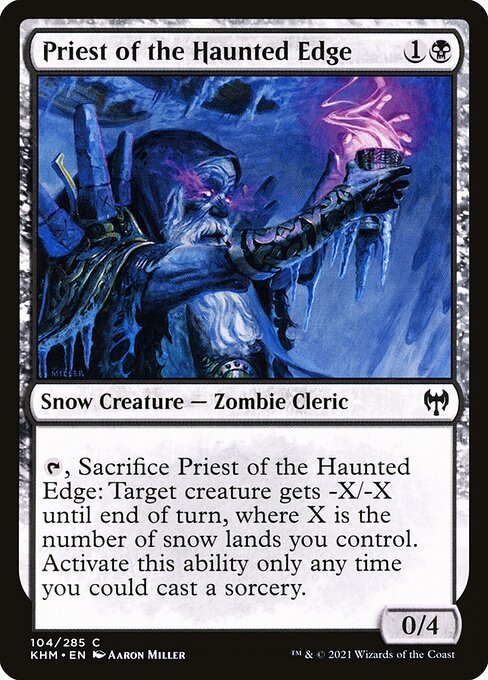 Priest of the Haunted Edge 1
MILLER
Snow Creature — Zombie Cleric
, Sacrifice Priest of the Haunted
Edge: Target creature gets -X/-X
until end of turn, where X is the
number of snow lands you control.
Activate this ability only any time
you could cast a sorcery.
0/4
104/285 C
KHM • EN AARON MILLER
™ & © 2021 Wizards of the Coast